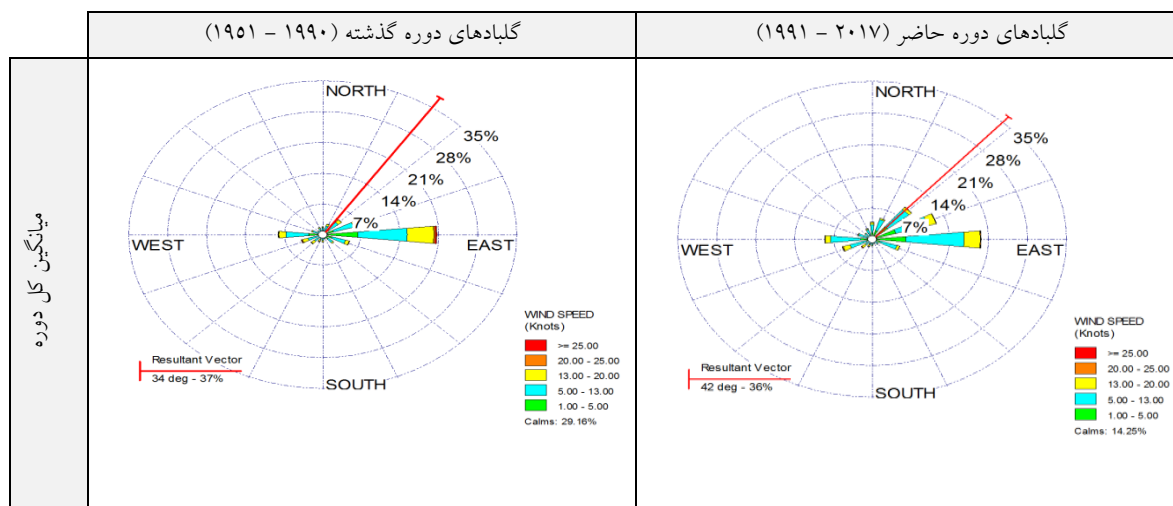 گلبادهای دوره گذشته (۱۹۹۰ - ۱۹۵۱)
گلبادهای دوره حاضر (۲۰۱۷ - ۱۹۹۱)
میانگین کل دوره
NORTH
35%
28%
21%
14%
7%
WEST
EAST
SOUTH
WIND SPEED
(Knots)
>= 25.00
20.00 - 25.00
13.00 - 20.00
5.00 - 13.00
1.00 - 5.00
Calms: 29.16%
Resultant Vector
34 deg - 37%
NORTH
35%
28%
21%
14%
7%
WEST
EAST
SOUTH
WIND SPEED
(Knots)
>= 25.00
20.00 - 25.00
13.00 - 20.00
5.00 - 13.00
1.00 - 5.00
Calms: 14.25%
Resultant Vector
42 deg - 36%